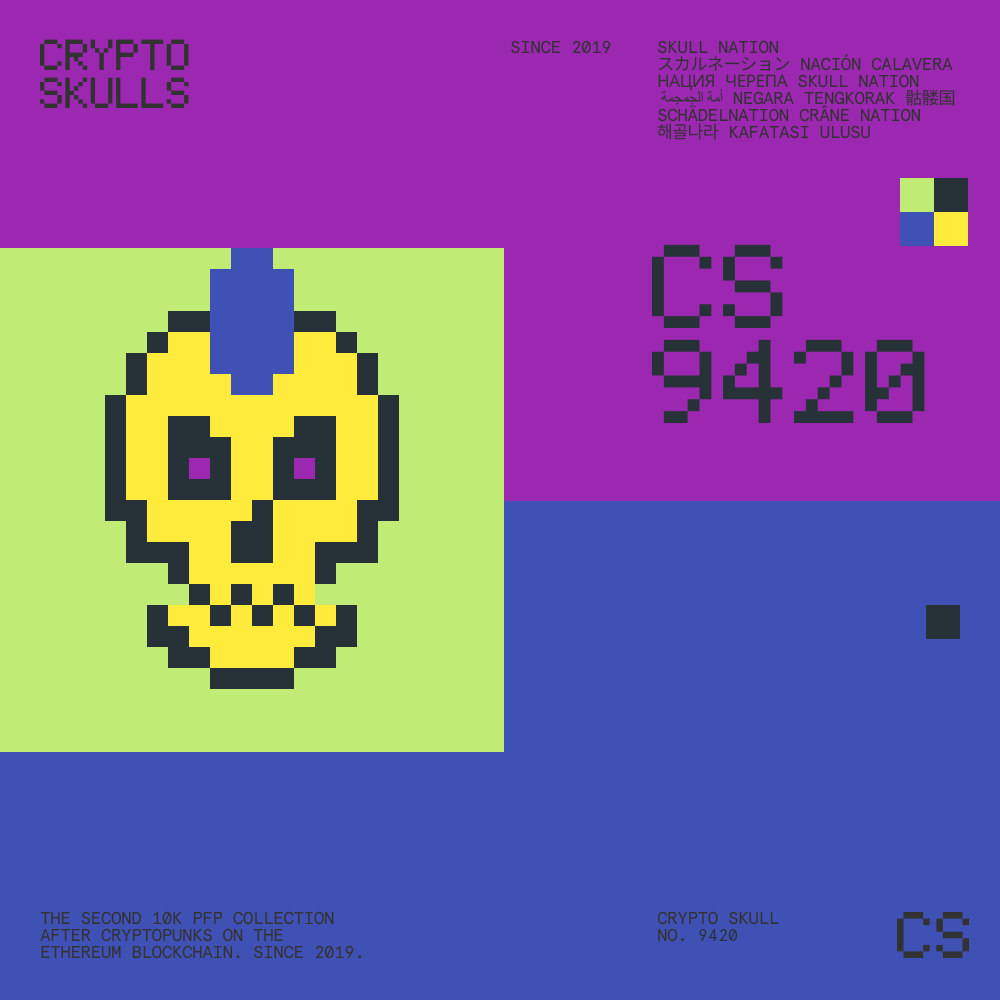 CRYPTO
SKULLS
SINCE 2019
SKULL NATION
スカルネーション NACIÓN CALAVERA
НАЦИЯ ЧЕРЕПА SKULL NATION
أمة الجمجمة NEGARA TENGKORAK 骷髅国
SCHÄDELNATION CRÂNE NATION
해골나라 KAFATASI ULUSU
CS
9420
THE SECOND 10K PFP COLLECTION
AFTER CRYPTOPUNKS ON THE
ETHEREUM BLOCKCHAIN. SINCE 2019.
CRYPTO SKULL
NO. 9420
CS